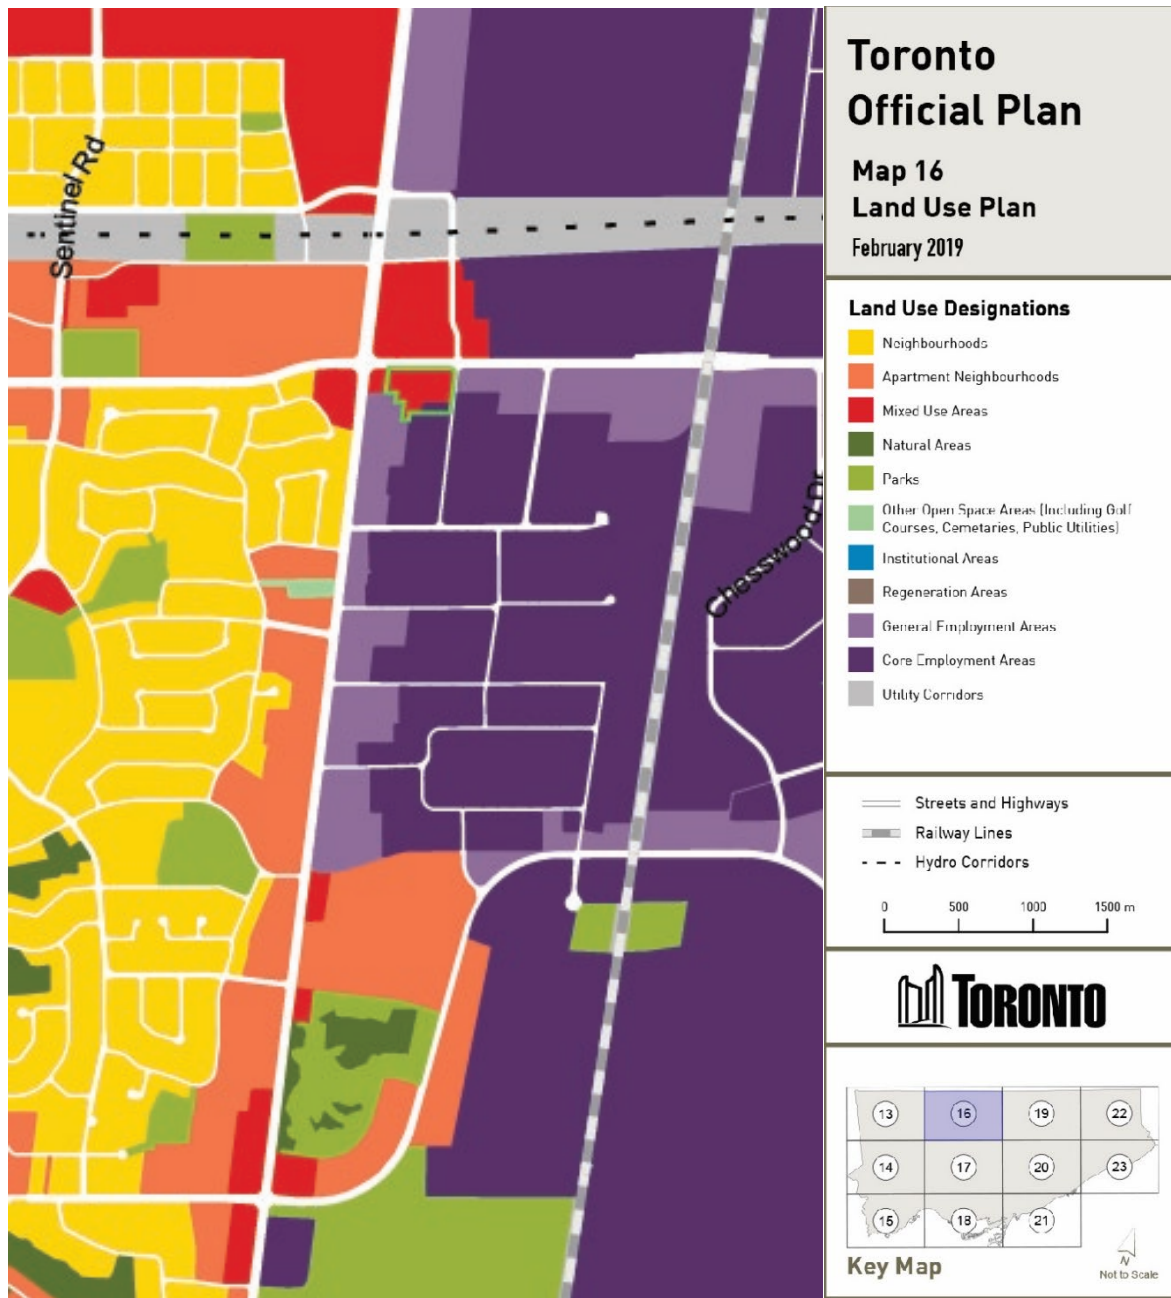 Sentinel Rd
Chesswood Dr
Toronto
Official Plan
Map 16
Land Use Plan
February 2019
Land Use Designations
Neighbourhoods
Apartment Neighbourhoods
Mixed Use Areas
Natural Areas
Parks
Other Open Space Areas (Including Golf
Courses, Cemetaries, Public Utilities)
Institutional Areas
Regeneration Areas
General Employment Areas
Core Employment Areas
Utility Corridors
Streets and Highways
Railway Lines
Hydro Corridors
0 500 1000 1500 m
TORONTO
13 16 19 22
14 17 20 23
15 18 21
N
Key Map
Not to Scale